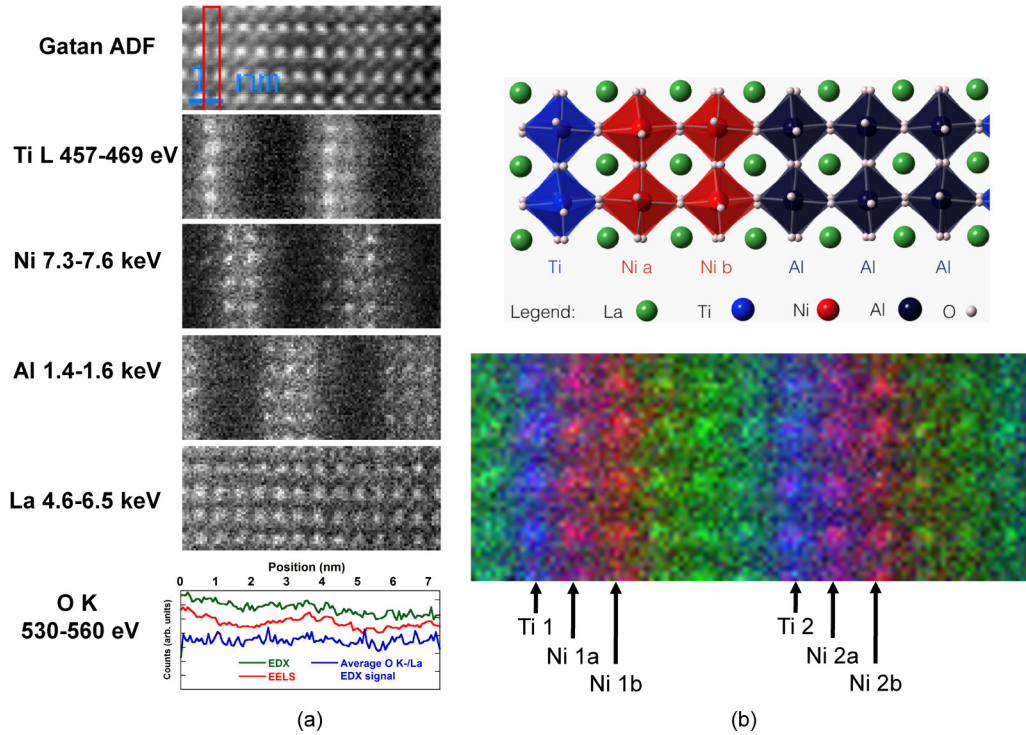 Gatan ADF
1 nm
Ti L 457-469 eV
Ni 7.3-7.6 keV
Al 1.4-1.6 keV
La 4.6-6.5 keV
O K
530-560 eV
Position (nm)
0 1 2 3 4 5 6 7
Counts (arb. units)
EDX
EELS
Average O K-/La
EDX signal
(a)
Ti Ni a Ni b Al Al Al
Legend: La Ti Ni Al O
Ti 1
Ni 1a
Ni 1b
Ti 2
Ni 2a
Ni 2b
(b)